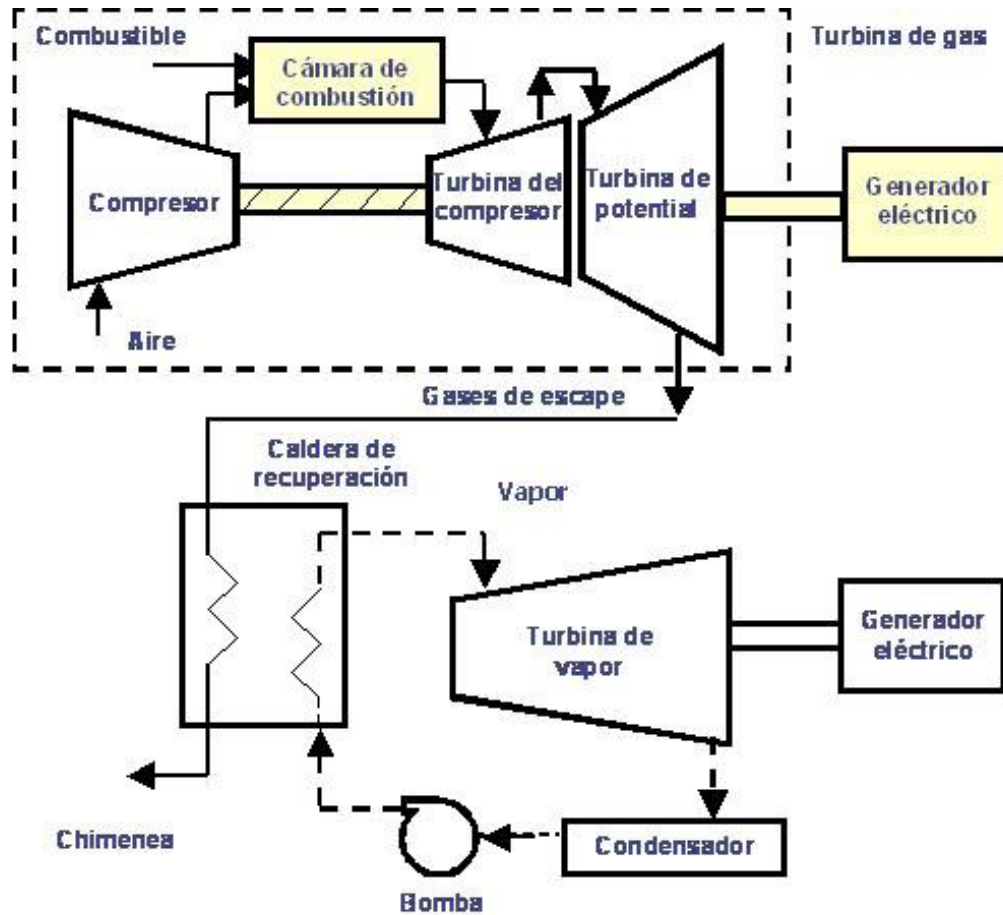 Combustible
Turbina de gas
Cámara de
combustión
Compresor
Turbina del
compresor
Turbina de
potential
Generador
eléctrico
Aire
Gases de escape
Caldera de
recuperación
Vapor
Turbina de
vapor
Generador
eléctrico
Chimenea
Condensador
Bomba